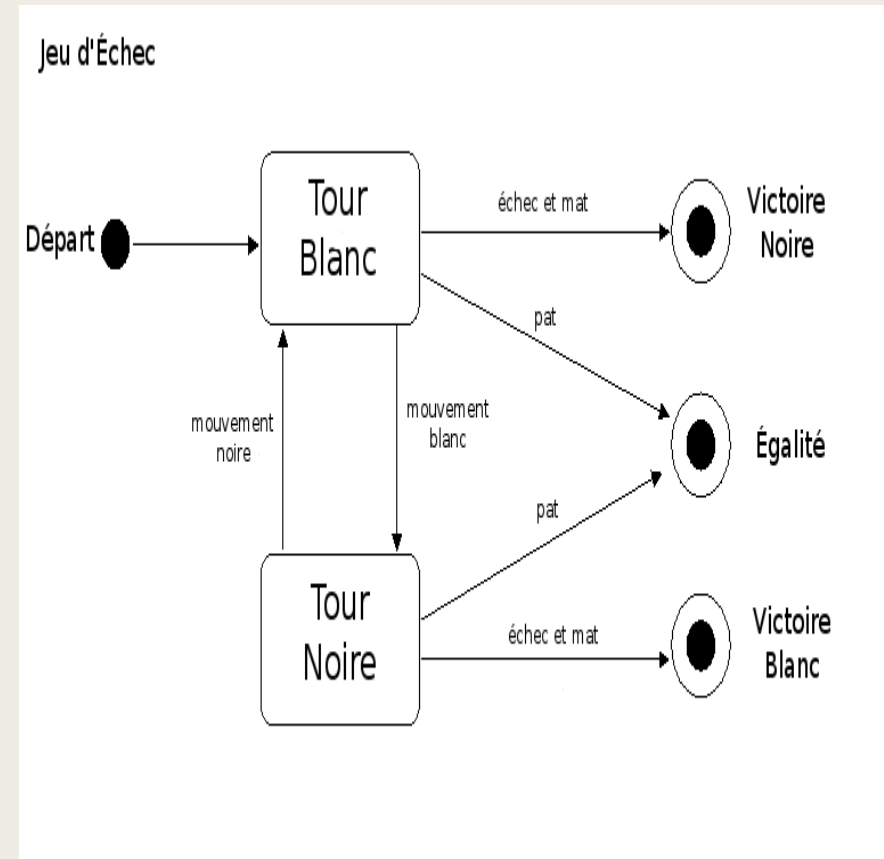 Jeu d'Échec
Départ
Tour
Blanc
échec et mat
Victoire
Noire
pat
mouvement
noire
mouvement
blanc
Égalité
pat
Tour
Noire
échec et mat
Victoire
Blanc